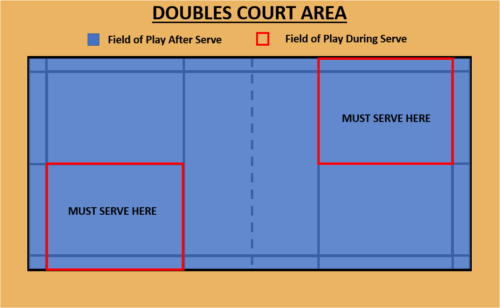 DOUBLES COURT AREA
Field of Play After Serve
Field of Play During Serve
MUST SERVE HERE
MUST SERVE HERE